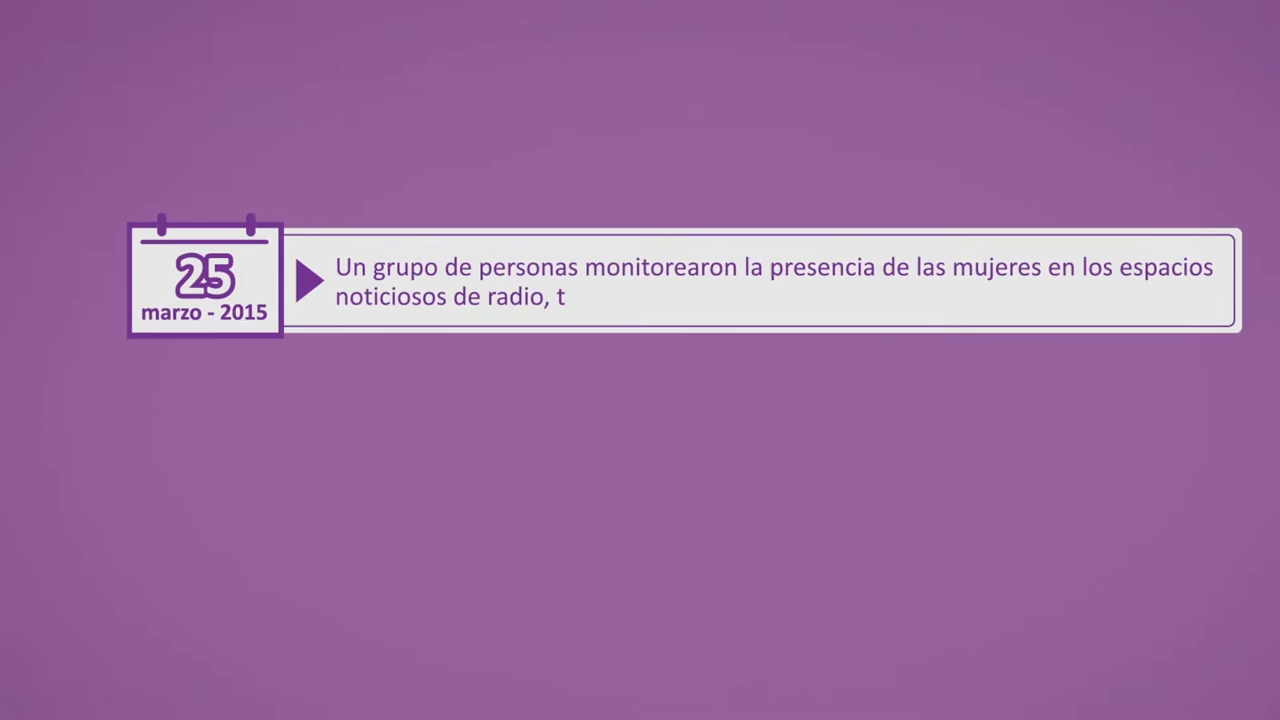 25
marzo - 2015
Un grupo de personas monitorearon la presencia de las mujeres en los espacios
noticiosos de radio, t